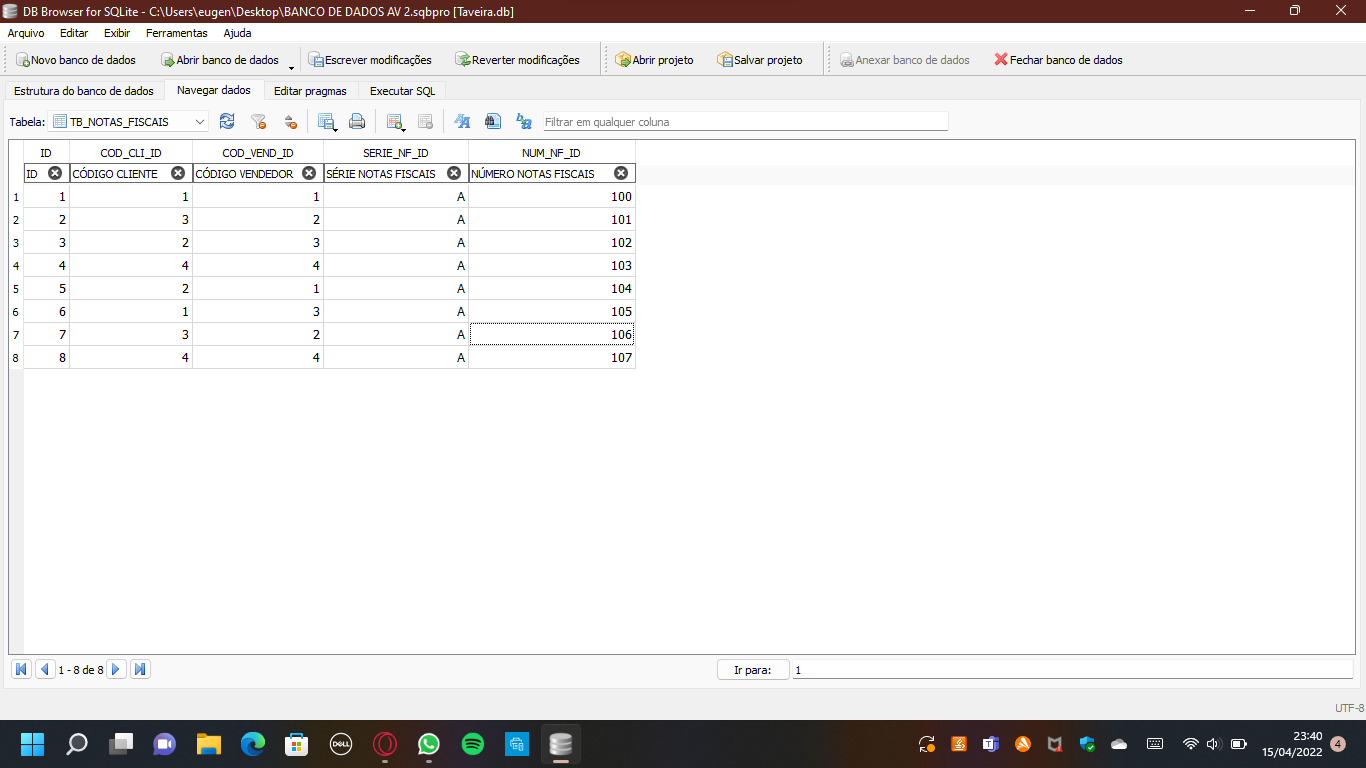 DB Browser for SQLite - C:\Users\eugen\Desktop\BANCO DE DADOS AV 2.sqbpro [Taveira.db]
Arquivo Editar Exibir Ferramentas Ajuda
Novo banco de dados Abrir banco de dados Escrever modificações Reverter modificações Abrir projeto Salvar projeto Anexar banco de dados Fechar banco de dados
Estrutura do banco de dados Navegar dados Editar pragmas Executar SQL
Tabela: TB_NOTAS_FISCAIS Filtrar em qualquer coluna
ID COD_CLI_ID COD_VEND_ID SERIE_NF_ID NUM_NF_ID
ID CÓDIGO CLIENTE CÓDIGO VENDEDOR SÉRIE NOTAS FISCAIS NÚMERO NOTAS FISCAIS
1 1 1 1 A 100
2 2 3 2 A 101
3 3 2 3 A 102
4 4 4 4 A 103
5 5 2 1 A 104
6 6 1 3 A 105
7 7 3 2 A 106
8 8 4 4 A 107
1 - 8 de 8 Ir para: 1
UTF-8
DELL
23:40
15/04/2022 4